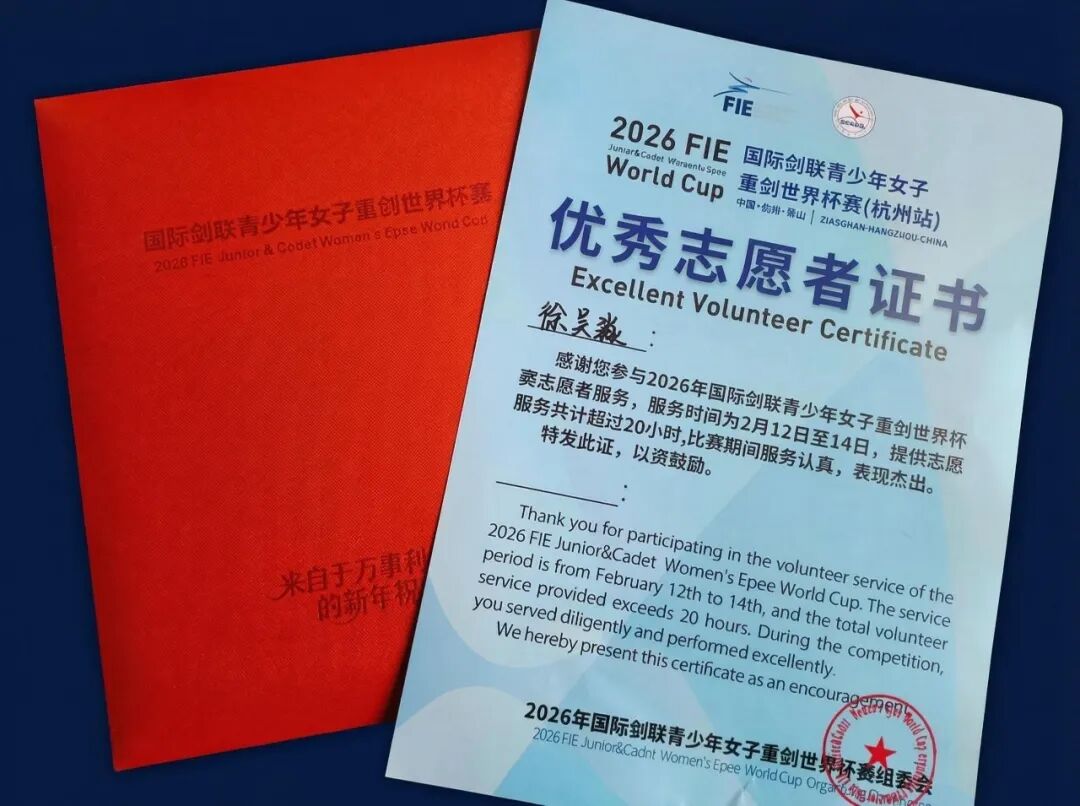 国际剑联青少年女子重创世界杯赛
2026 FIE Junior & Cadet Women's Epse World Cup
来自于万事利
的新年祝
FIE
2026 FIE
Junior&Cadet
World Cup
国际剑联青少年女子
重剑世界杯赛(杭州站)
中国·杭州·萧山 | ZIASGHAN-HANGZHOU-CHINA
优秀志愿者证书
Excellent Volunteer Certificate
徐吴淼：
感谢您参与2026年国际剑联青少年女子重剑世界杯
赛志愿者服务，服务时间为2月12日至14日，提供志愿
服务共计超过20小时,比赛期间服务认真，表现杰出。
特发此证，以资鼓励。
：
Thank you for participating in the volunteer service of the
2026 FIE Junior&Cadet Women's Epee World Cup. The service
period is from February 12th to 14th, and the total volunteer
service provided exceeds 20 hours. During the competition,
you served diligently and performed excellently.
We hereby present this certificate as an encouragement
2026年国际剑联青少年女子重剑世界杯赛组委会
2026 FIE Junior&Cadnt Women's Epee World Cup